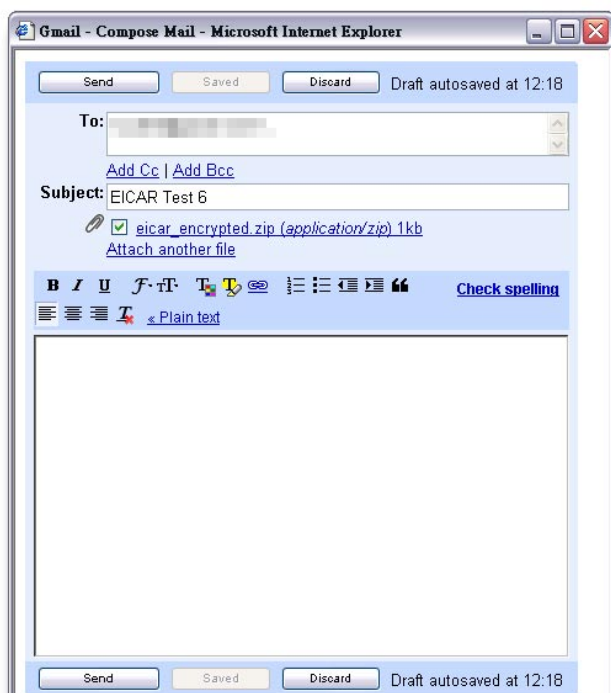 Gmail - Compose Mail - Microsoft Internet Explorer
Send Saved Discard Draft autosaved at 12:18
To:
Add Cc | Add Bcc
Subject: EICAR Test 6
eicar_encrypted.zip (application/zip) 1kb
Attach another file
B I U F TT T T Check spelling
T « Plain text
Send Saved Discard Draft autosaved at 12:18